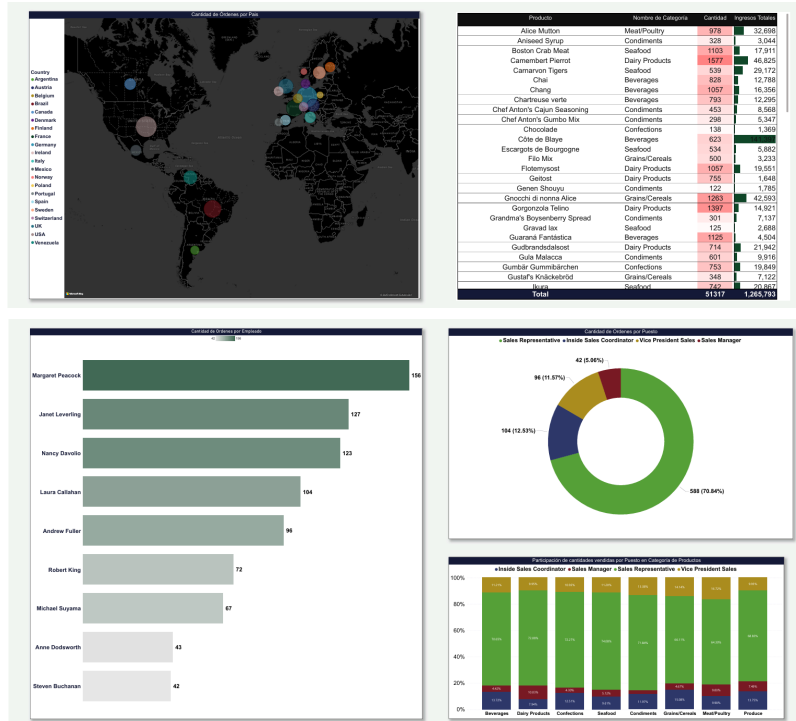 Cantidad de Órdenes por Pais
Country
Argentina
Austria
Belgium
Brazil
Canada
Denmark
Finland
France
Germany
Ireland
Italy
Mexico
Norway
Poland
Portugal
Spain
Sweden
Switzerland
UK
USA
Venezuela
Producto Nombre de Categoria Cantidad Ingresos Totales
Alice Mutton Meat/Poultry 978 32,698
Aniseed Syrup Condiments 328 3,044
Boston Crab Meat Seafood 1103 17,911
Camembert Pierrot Dairy Products 1577 46,825
Carnarvon Tigers Seafood 539 29,172
Chai Beverages 828 12,788
Chang Beverages 1057 16,356
Chartreuse verte Beverages 793 12,295
Chef Anton's Cajun Seasoning Condiments 453 8,568
Chef Anton's Gumbo Mix Condiments 298 5,347
Chocolade Confections 138 1,369
Côte de Blaye Beverages 623
Escargots de Bourgogne Seafood 534 5,882
Filo Mix Grains/Cereals 500 3,233
Flotemysost Dairy Products 1057 19,551
Geitost Dairy Products 755 1,648
Genen Shouyu Condiments 122 1,785
Gnocchi di nonna Alice Grains/Cereals 1263 42,593
Gorgonzola Telino Dairy Products 1397 14,921
Grandma's Boysenberry Spread Condiments 301 7,137
Gravad lax Seafood 125 2,688
Guaraná Fantástica Beverages 1125 4,504
Gudbrandsdalsost Dairy Products 714 21,942
Gula Malacca Condiments 601 9,916
Gumbär Gummibärchen Confections 753 19,849
Gustaf's Knäckebröd Grains/Cereals 348 7,122
Ikura Seafood 742 20,867
Total 51317 1,265,793
Cantidad de Ordenes por Empleado
Margaret Peacock 156
Janet Leverling 127
Nancy Davolio 123
Laura Callahan 104
Andrew Fuller 96
Robert King 72
Michael Suyama 67
Anne Dodsworth 43
Steven Buchanan 42
Cantidad de Órdenes por Puesto
Sales Representative Inside Sales Coordinator Vice President Sales Sales Manager
42 (5.06%)
96 (11.57%)
104 (12.53%)
588 (70.84%)
Participación de cantidades vendidas por Puesto en Categoría de Productos
Inside Sales Coordinator Sales Manager Sales Representative Vice President Sales
100%
80%
60%
40%
20%
0%
Beverages Dairy Products Confections Seafood Condiments Grains/Cereals Meat/Poultry Produce